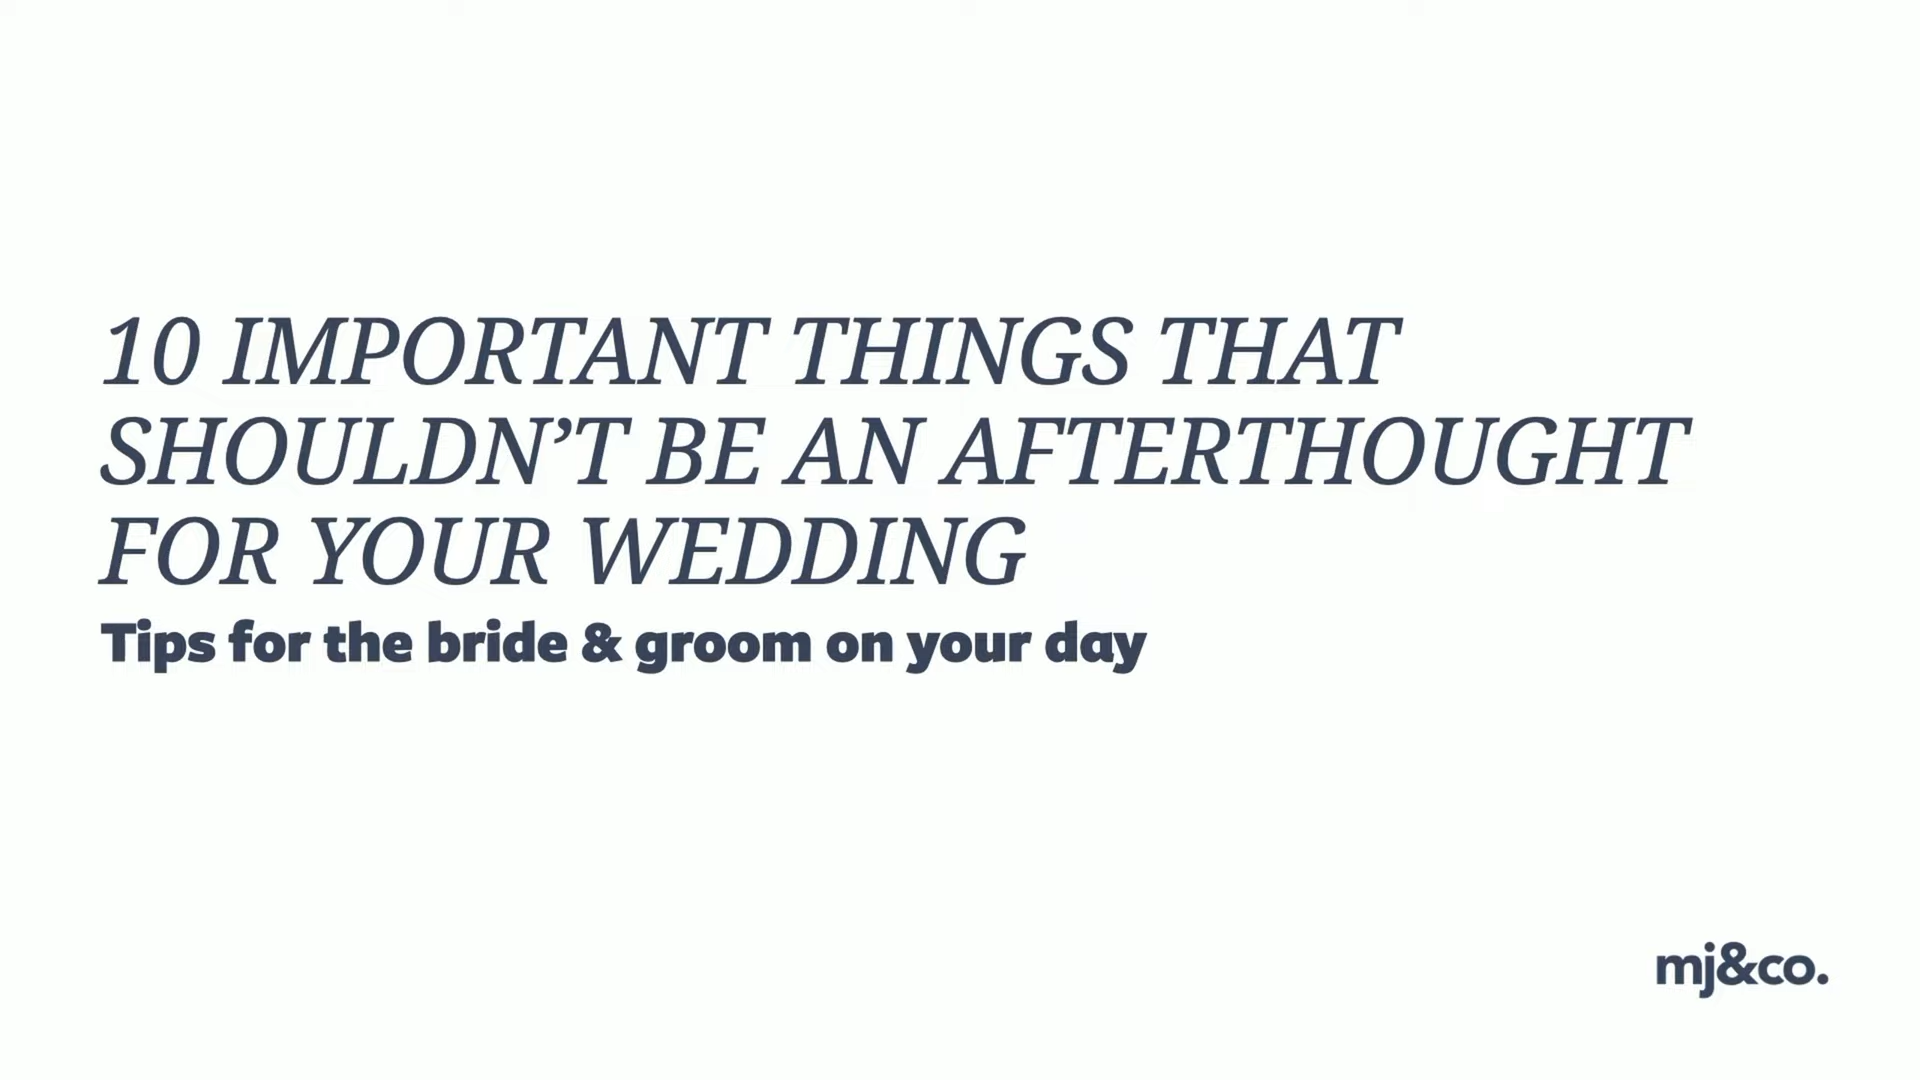 10 IMPORTANT THINGS THAT
SHOULDN’T BE AN AFTERTHOUGHT
FOR YOUR WEDDING
Tips for the bride & groom on your day
mj&co.